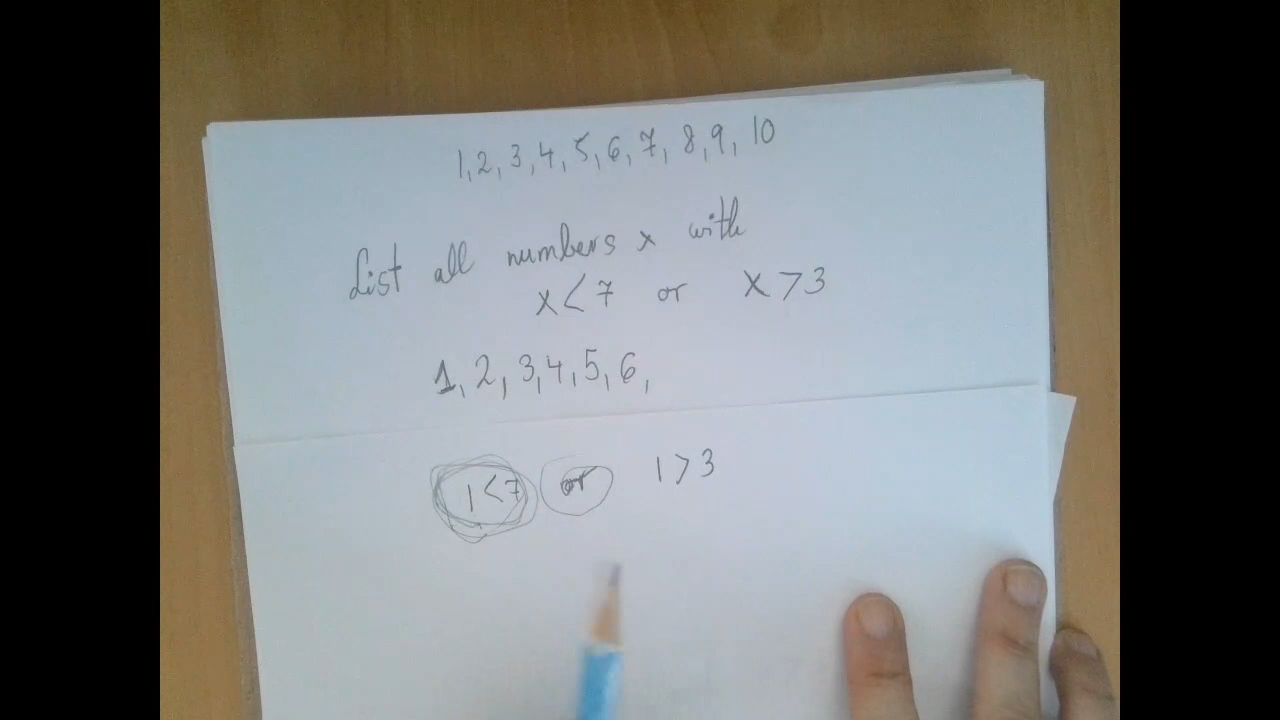 1, 2, 3, 4, 5, 6, 7, 8, 9, 10
List all numbers x with
x < 7 or x > 3
1, 2, 3, 4, 5, 6,
1 < 7 or 1 > 3